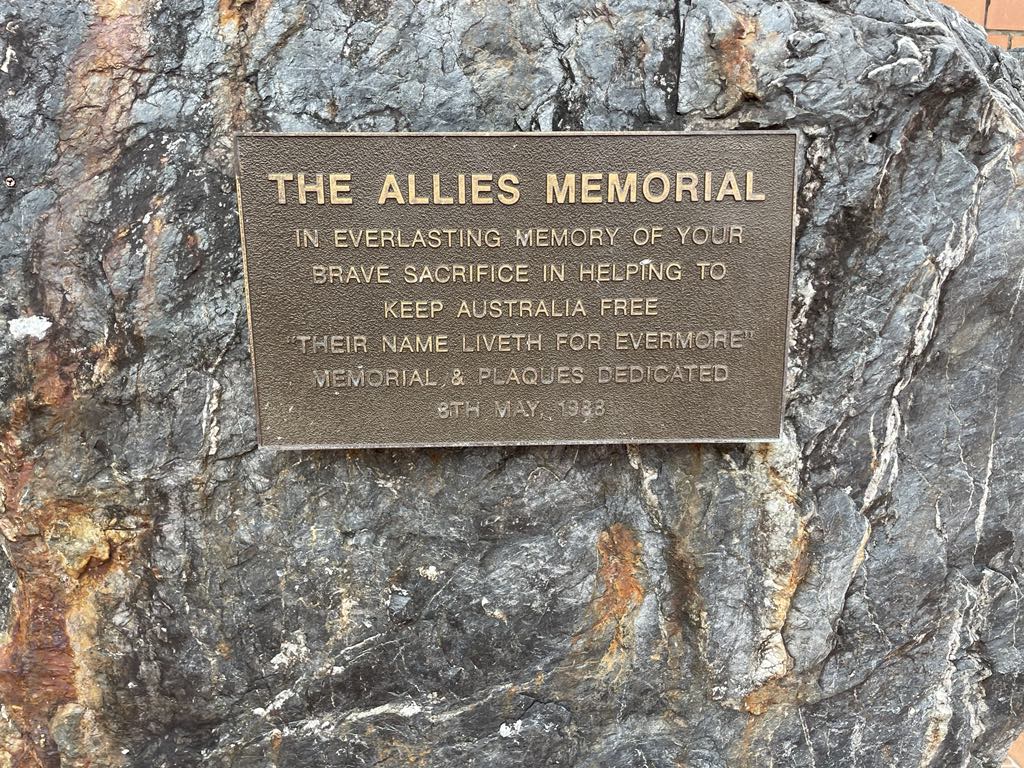 THE ALLIES MEMORIAL
IN EVERLASTING MEMORY OF YOUR
BRAVE SACRIFICE IN HELPING TO
KEEP AUSTRALIA FREE
"THEIR NAME LIVETH FOR EVERMORE"
MEMORIAL & PLAQUES DEDICATED
8TH MAY, 1988